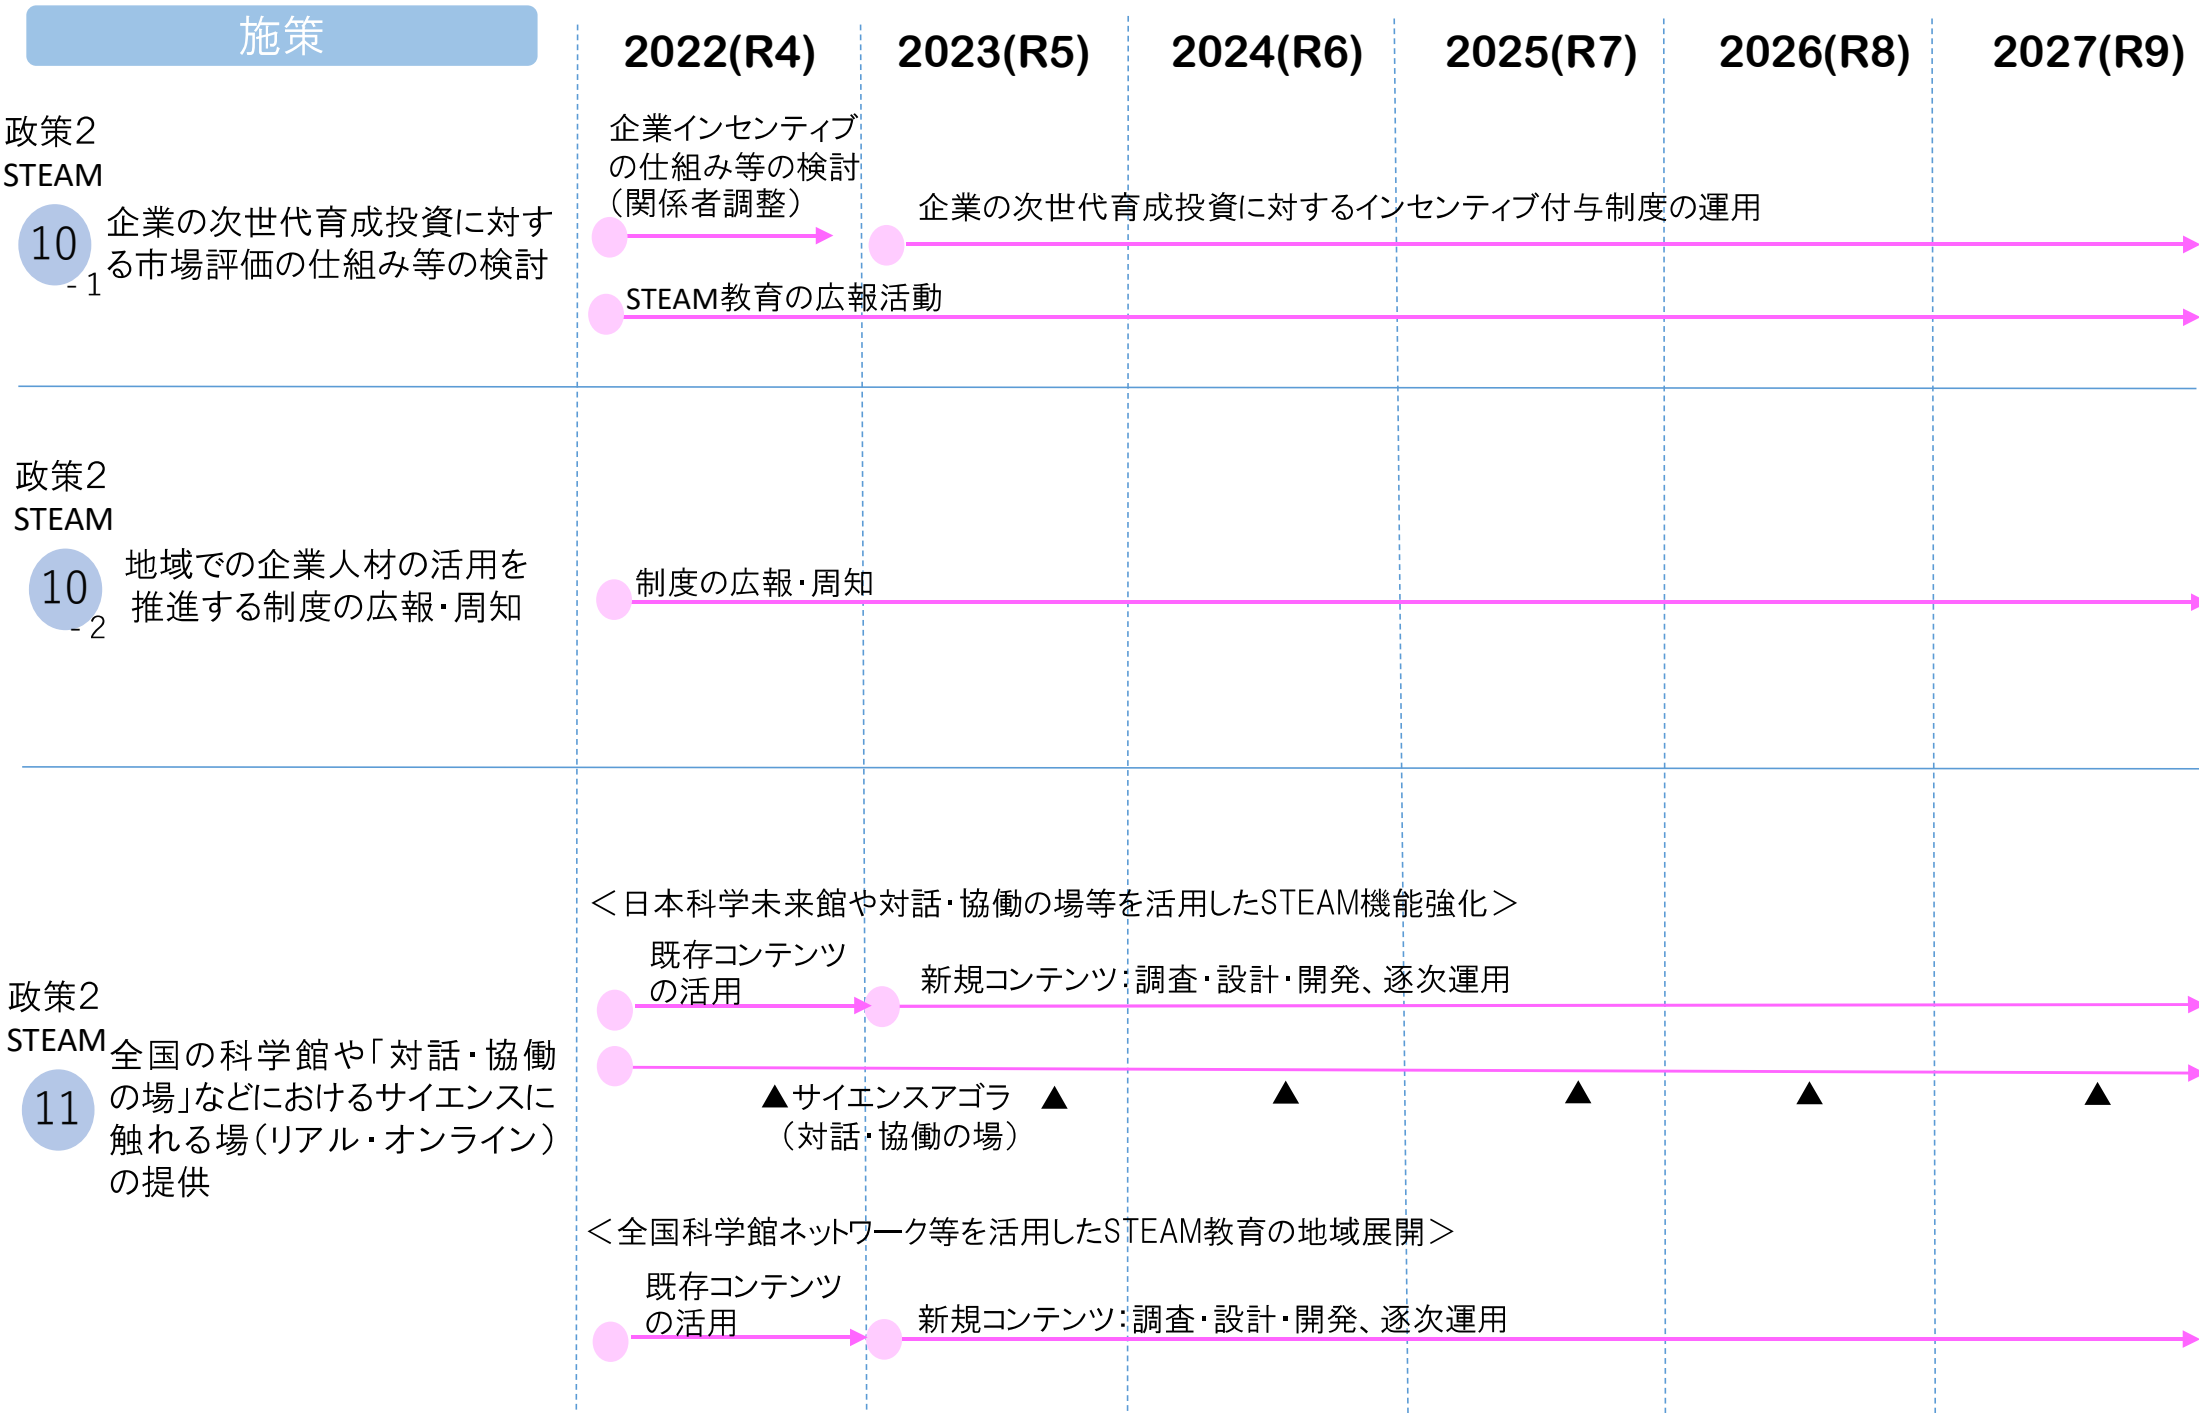 施策
2022(R4) 2023(R5) 2024(R6) 2025(R7) 2026(R8) 2027(R9)
政策2
STEAM
10
-1
企業の次世代育成投資に対す
る市場評価の仕組み等の検討
企業インセンティブ
の仕組み等の検討
(関係者調整)
企業の次世代育成投資に対するインセンティブ付与制度の運用
STEAM教育の広報活動
政策2
STEAM
10
-2
地域での企業人材の活用を
推進する制度の広報・周知
制度の広報・周知
政策2
STEAM
11
全国の科学館や「対話・協働
の場」などにおけるサイエンスに
触れる場(リアル・オンライン)
の提供
<日本科学未来館や対話・協働の場等を活用したSTEAM機能強化>
既存コンテンツ
の活用
新規コンテンツ:調査・設計・開発、逐次運用
▲サイエンスアゴラ ▲ ▲ ▲ ▲ ▲
(対話・協働の場)
<全国科学館ネットワーク等を活用したSTEAM教育の地域展開>
既存コンテンツ
の活用
新規コンテンツ:調査・設計・開発、逐次運用